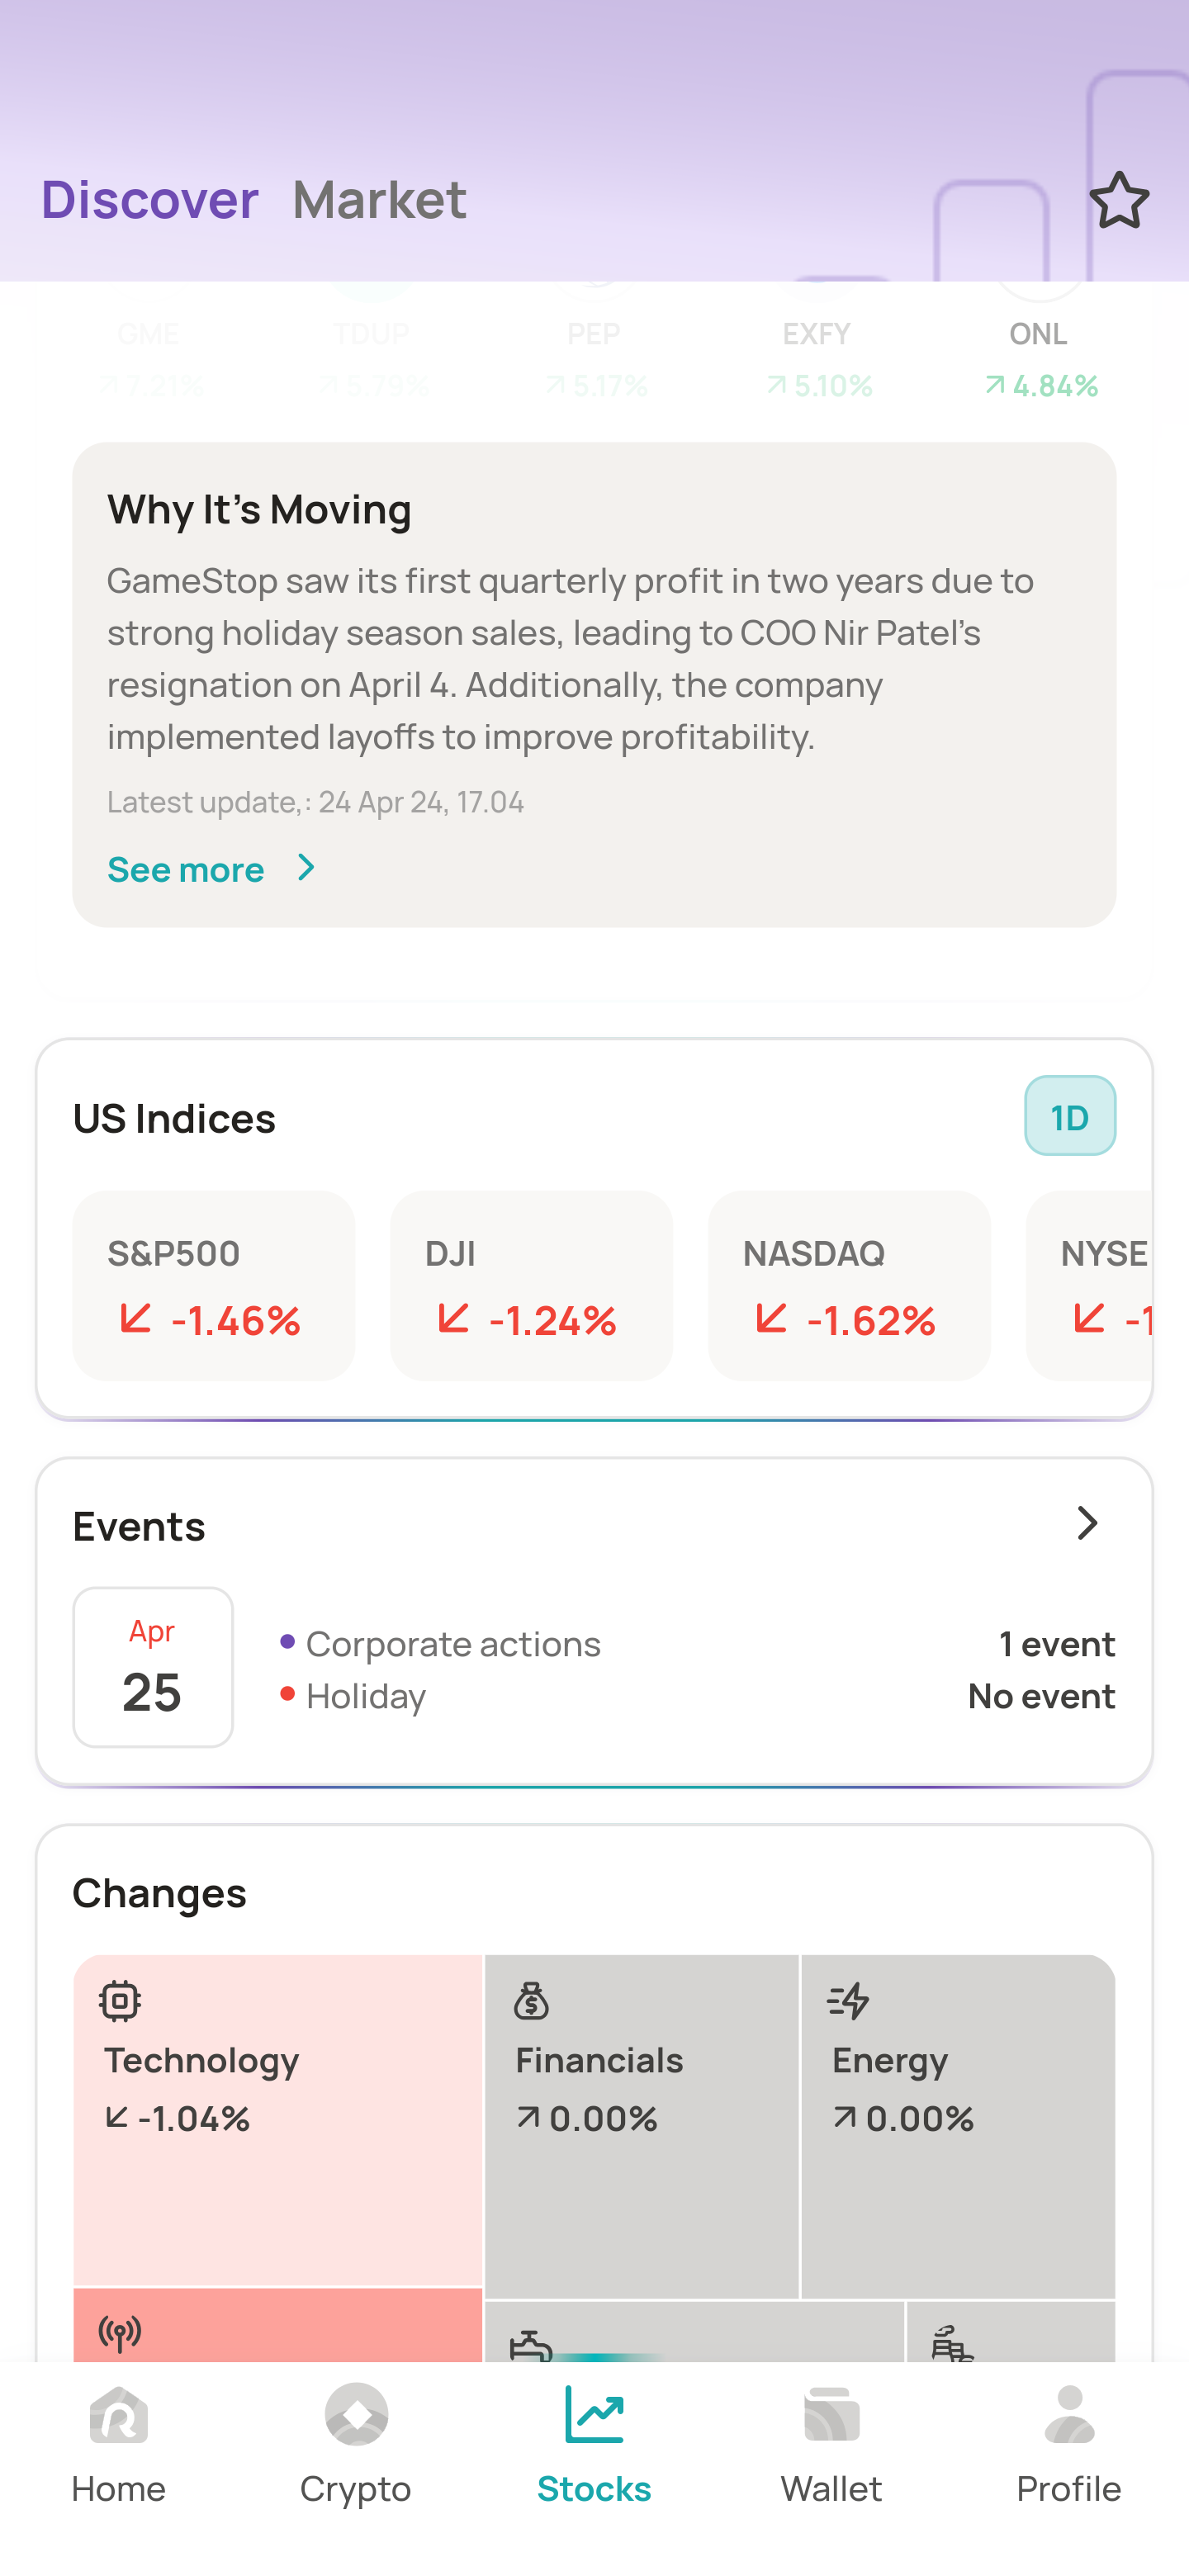 Discover Market
GME TDUP PEP EXFY ONL
7.21% 5.79% 5.17% 5.10% 4.84%
Why It's Moving
GameStop saw its first quarterly profit in two years due to
strong holiday season sales, leading to COO Nir Patel's
resignation on April 4. Additionally, the company
implemented layoffs to improve profitability.
Latest update,: 24 Apr 24, 17.04
See more
US Indices 1D
S&P500 DJI NASDAQ NYSE
-1.46% -1.24% -1.62% -1
Events
Apr
25
Corporate actions 1 event
Holiday No event
Changes
Technology Financials Energy
-1.04% 0.00% 0.00%
Home Crypto Stocks Wallet Profile